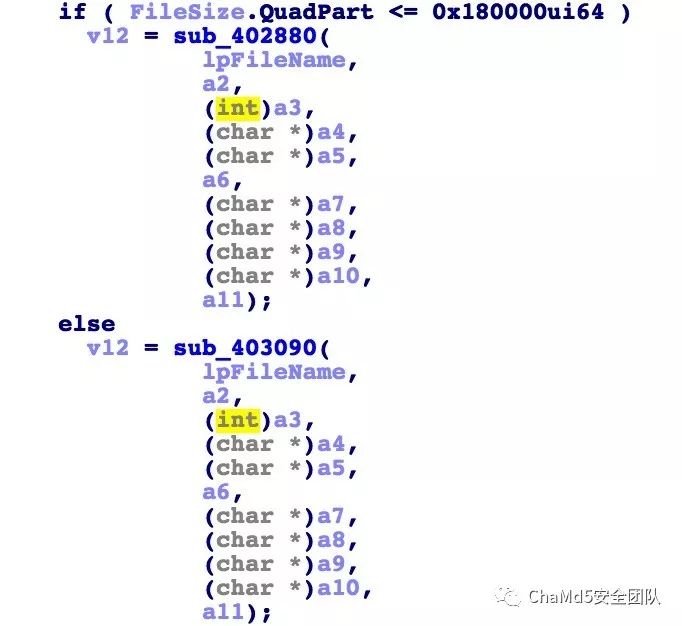 if ( FileSize.QuadPart <= 0x180000ui64 )
v12 = sub_402880(
lpFileName,
a2,
(int)a3,
(char *)a4,
(char *)a5,
a6,
(char *)a7,
(char *)a8,
(char *)a9,
(char *)a10,
a11);
else
v12 = sub_403090(
lpFileName,
a2,
(int)a3,
(char *)a4,
(char *)a5,
a6,
(char *)a7,
(char *)a8,
(char *)a9,
(char *)a10,
a11);
ChaMd5安全团队